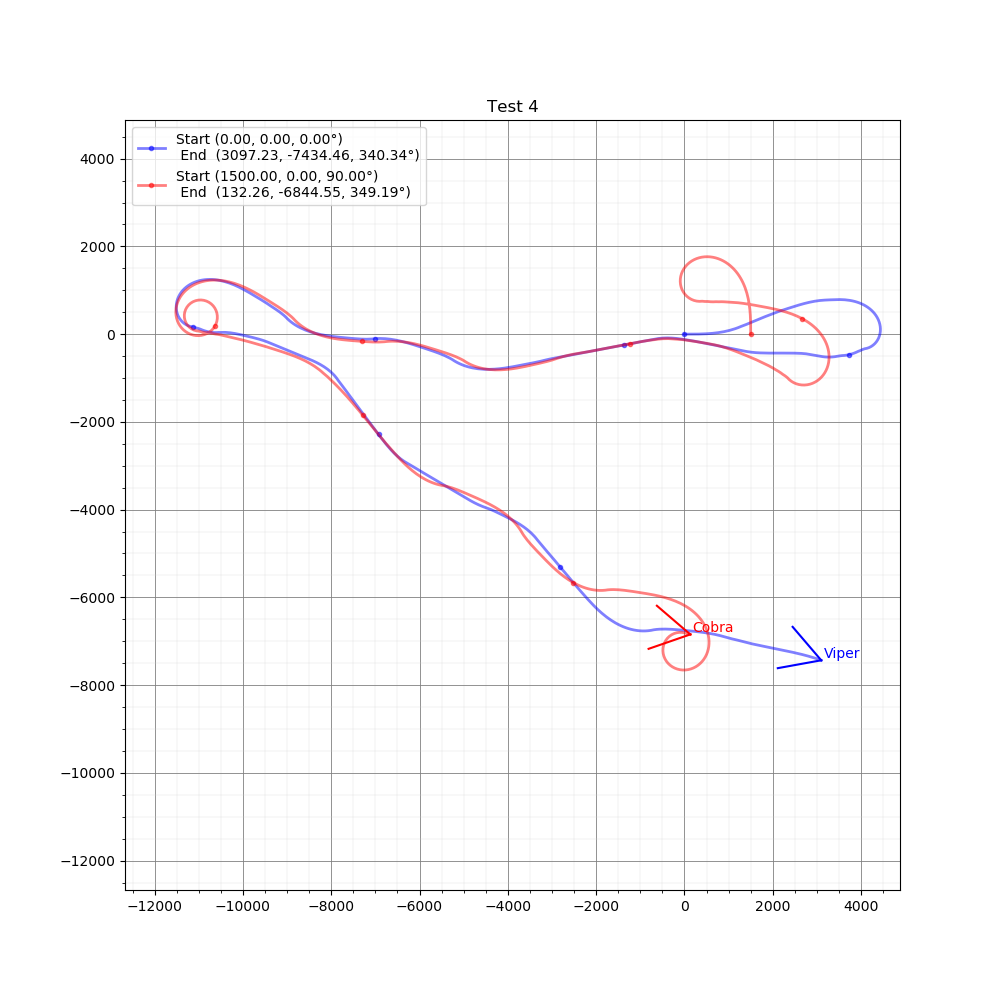 Test 4
Start (0.00, 0.00, 0.00°)
End  (3097.23, -7434.46, 340.34°)
Start (1500.00, 0.00, 90.00°)
End  (132.26, -6844.55, 349.19°)
4000
2000
0
−2000
−4000
−6000
−8000
−10000
−12000
Cobra
Viper
−12000 −10000 −8000 −6000 −4000 −2000 0 2000 4000